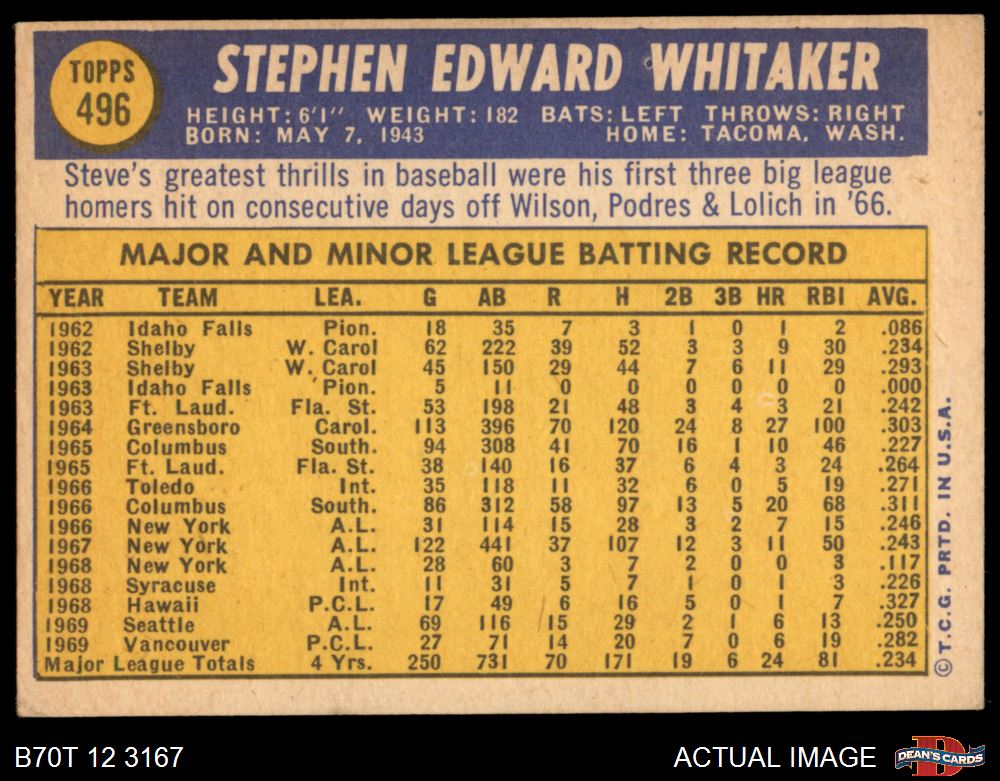 TOPPS
496
STEPHEN EDWARD WHITAKER
HEIGHT: 6'1" WEIGHT: 182 BATS: LEFT THROWS: RIGHT
BORN: MAY 7, 1943 HOME: TACOMA, WASH.
Steve's greatest thrills in baseball were his first three big league
homers hit on consecutive days off Wilson, Podres & Lolich in '66.
MAJOR AND MINOR LEAGUE BATTING RECORD
YEAR TEAM LEA. G AB R H 2B 3B HR RBI AVG.
1962 Idaho Falls Pion. 18 35 7 3 1 0 1 2 .086
1962 Shelby W. Carol 62 222 39 52 3 3 9 30 .234
1963 Shelby W. Carol 45 150 29 44 7 6 11 29 .293
1963 Idaho Falls Pion. 5 11 0 0 0 0 0 0 .000
1963 Ft. Laud. Fla. St. 53 198 21 48 3 4 3 21 .242
1964 Greensboro Carol. 113 396 70 120 24 8 27 100 .303
1965 Columbus South. 94 308 41 70 16 1 10 46 .227
1965 Ft. Laud. Fla. St. 38 140 16 37 6 4 3 24 .264
1966 Toledo Int. 35 118 11 32 6 0 5 19 .271
1966 Columbus South. 86 312 58 97 13 5 20 68 .311
1966 New York A.L. 31 114 15 28 3 2 7 15 .246
1967 New York A.L. 122 441 37 107 12 3 11 50 .243
1968 New York A.L. 28 60 3 7 2 0 0 3 .117
1968 Syracuse Int. 11 31 5 7 1 0 1 3 .226
1968 Hawaii P.C.L. 17 49 6 16 5 0 1 7 .327
1969 Seattle A.L. 69 116 15 29 2 1 6 13 .250
1969 Vancouver P.C.L. 27 71 14 20 7 0 6 19 .282
Major League Totals 4 Yrs. 250 731 70 171 19 6 24 81 .234
© T.C.G. PRTD. IN U.S.A.
B70T 12 3167
ACTUAL IMAGE
D
DEAN'S CARDS